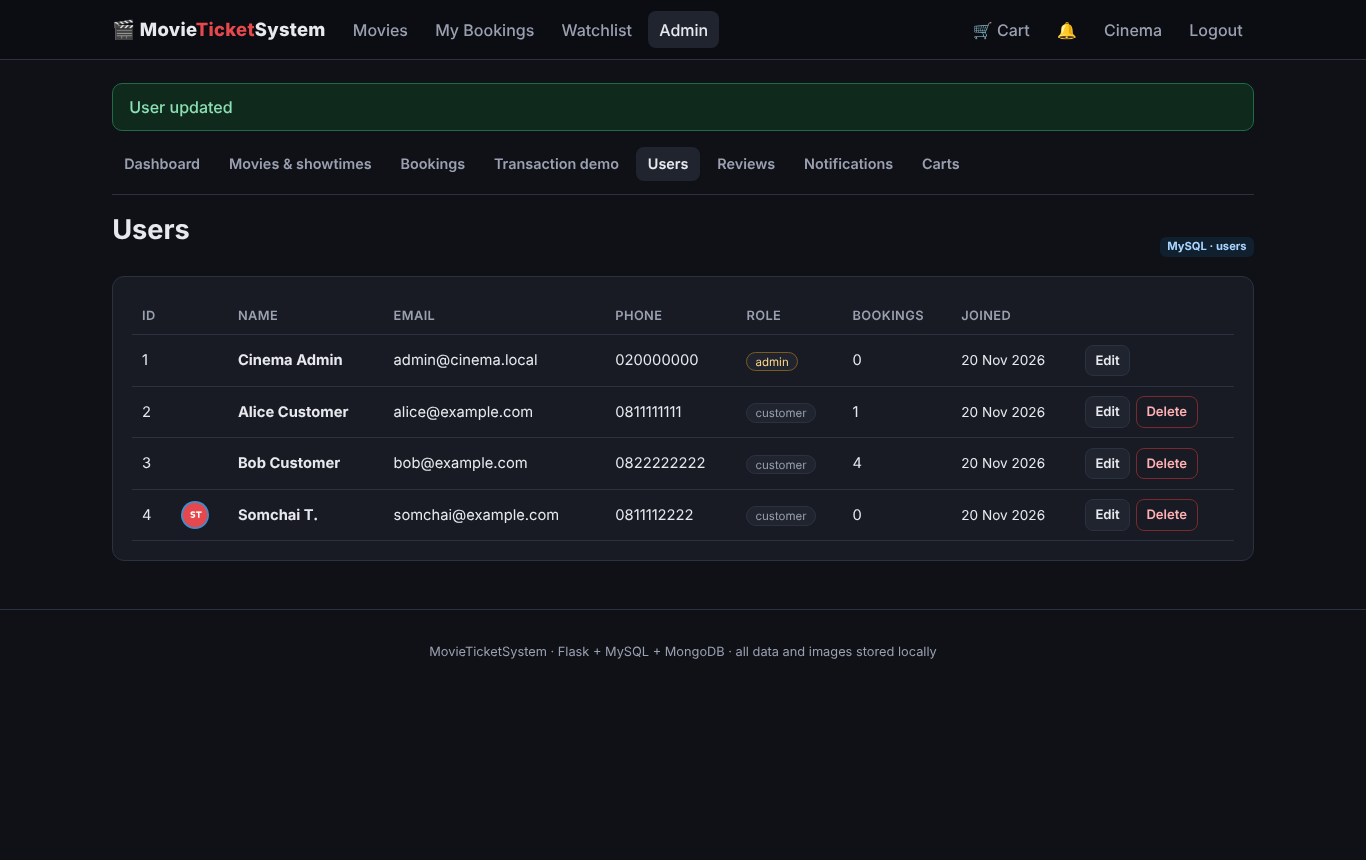 🎬 MovieTicketSystem Movies My Bookings Watchlist Admin 🛒 Cart 🔔 Cinema Logout
User updated
Dashboard Movies & showtimes Bookings Transaction demo Users Reviews Notifications Carts
Users
MySQL · users
ID NAME EMAIL PHONE ROLE BOOKINGS JOINED
1 Cinema Admin admin@cinema.local 020000000 admin 0 20 Nov 2026 Edit
2 Alice Customer alice@example.com 0811111111 customer 1 20 Nov 2026 Edit Delete
3 Bob Customer bob@example.com 0822222222 customer 4 20 Nov 2026 Edit Delete
4 ST Somchai T. somchai@example.com 0811112222 customer 0 20 Nov 2026 Edit Delete
MovieTicketSystem · Flask + MySQL + MongoDB · all data and images stored locally